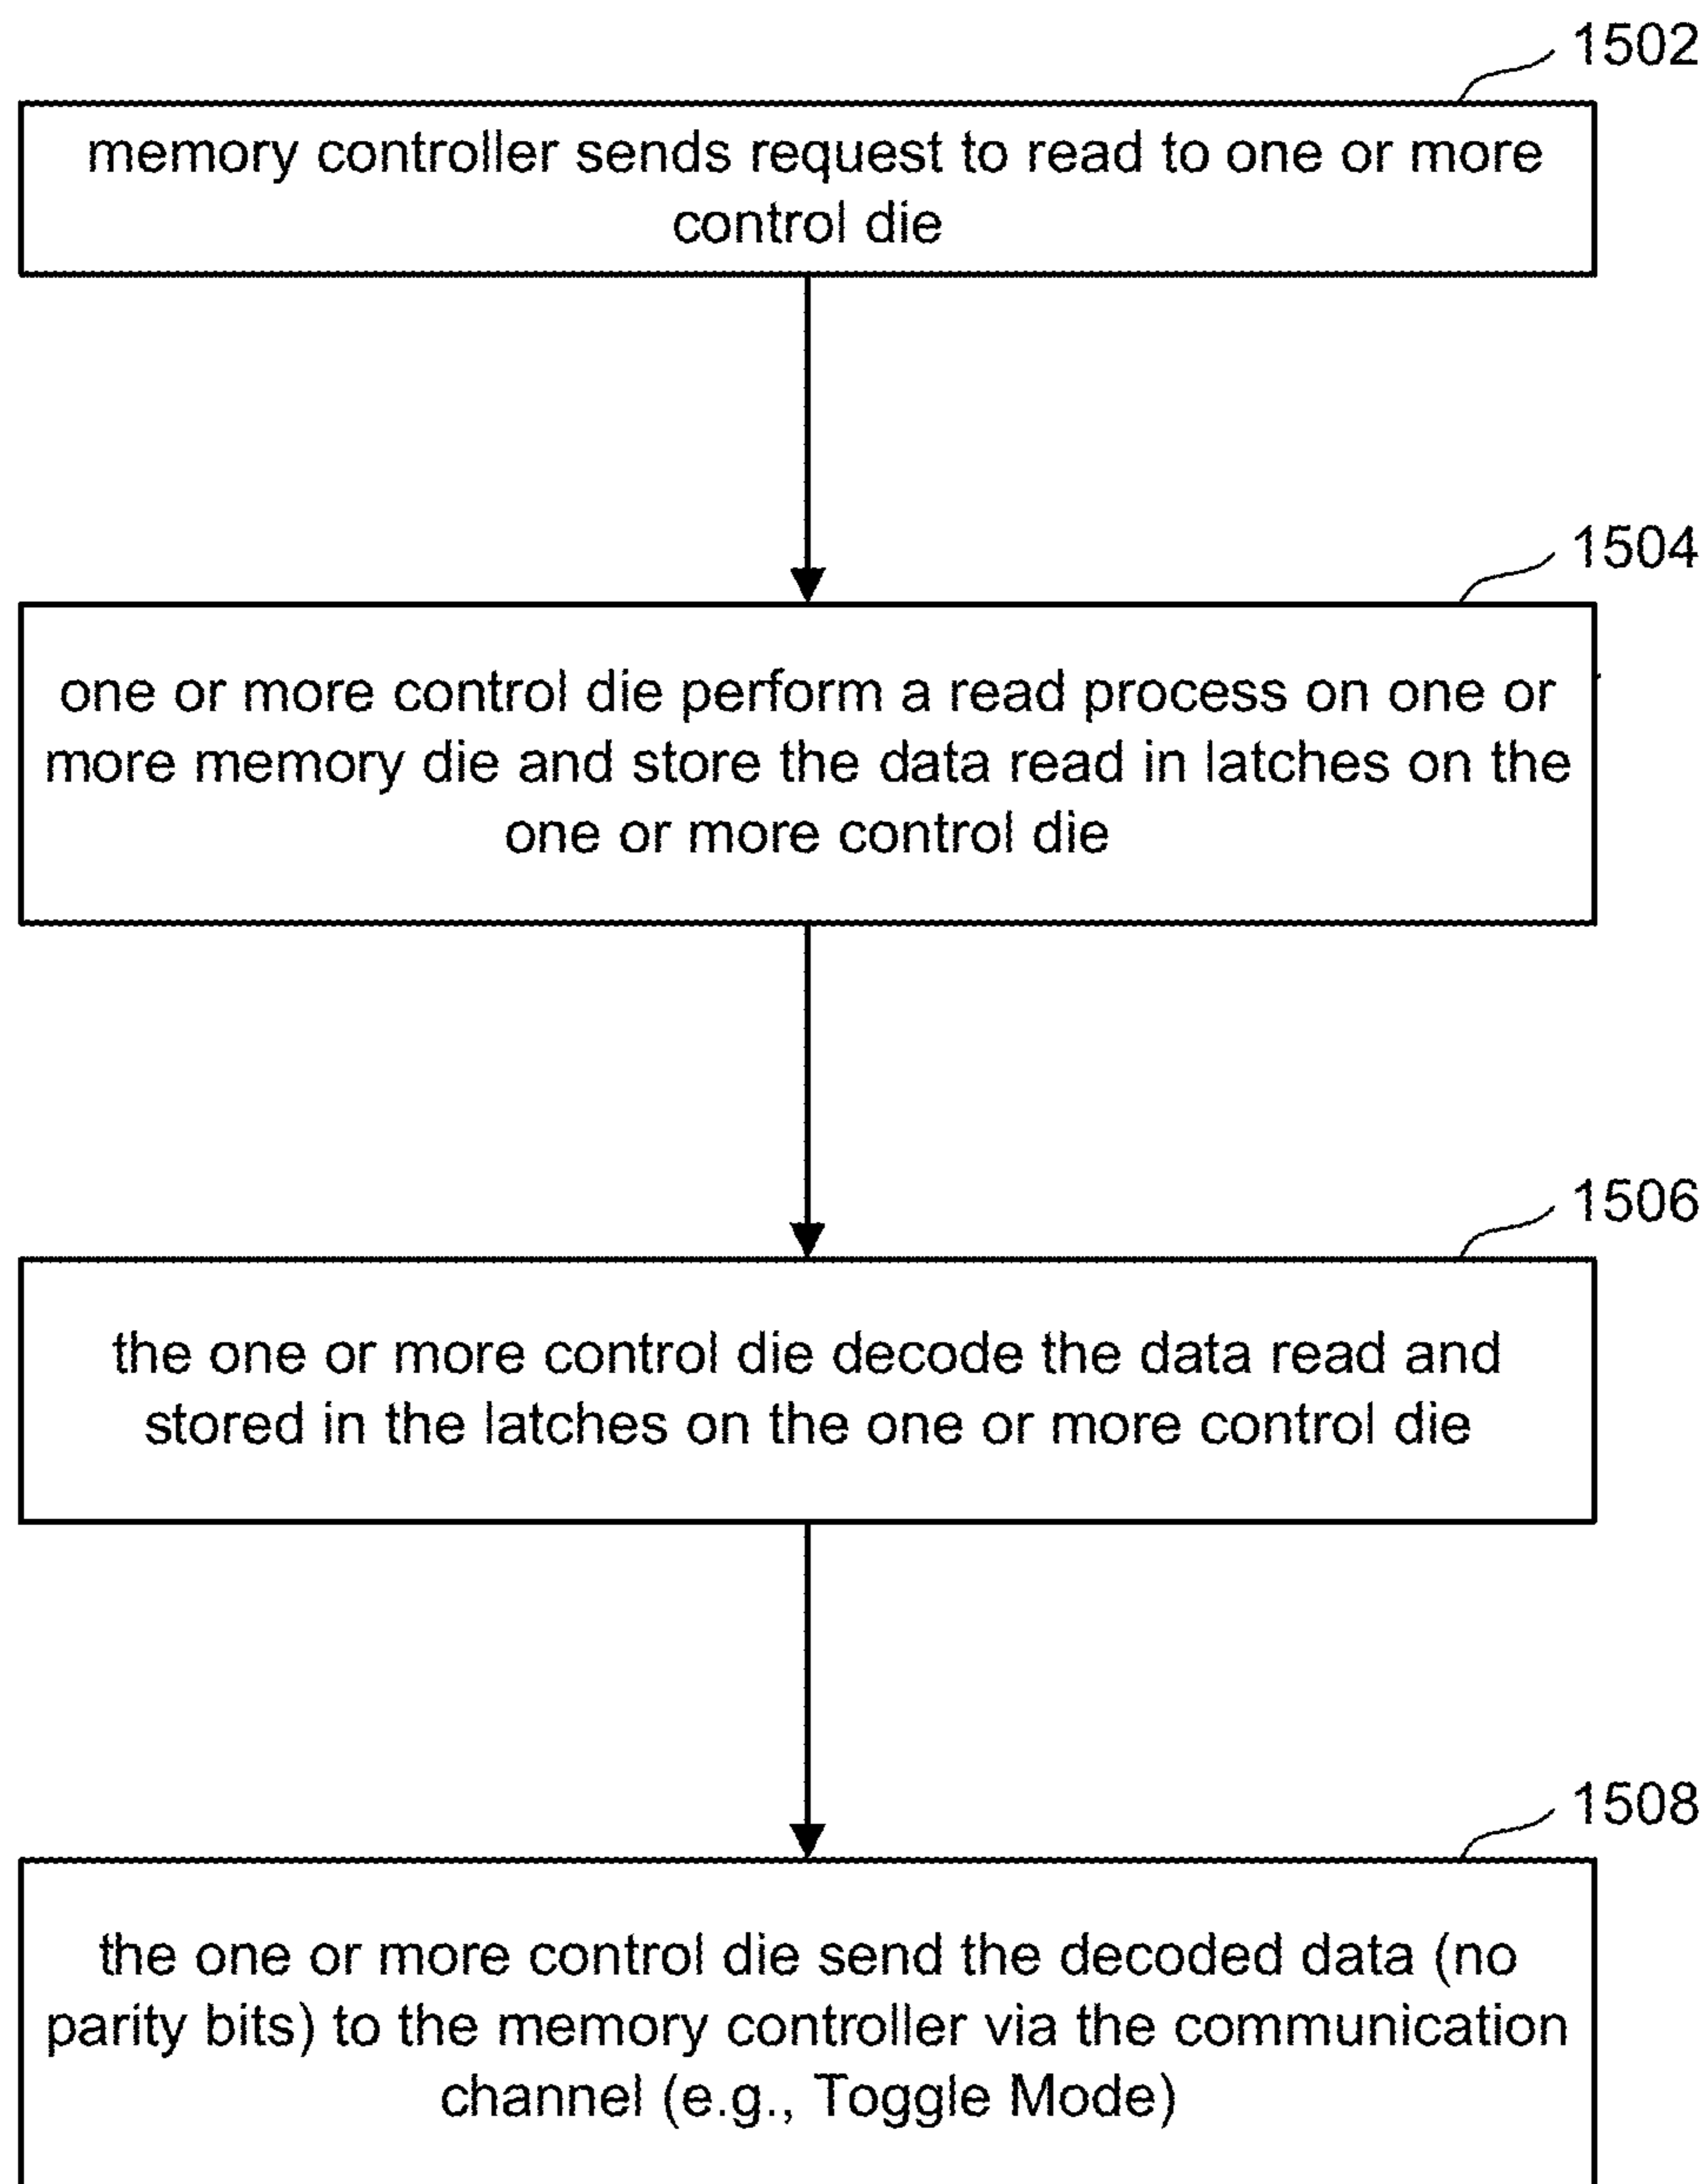 1502
memory controller sends request to read to one or more
control die
1504
one or more control die perform a read process on one or
more memory die and store the data read in latches on the
one or more control die
1506
the one or more control die decode the data read and
stored in the latches on the one or more control die
1508
the one or more control die send the decoded data (no
parity bits) to the memory controller via the communication
channel (e.g., Toggle Mode)